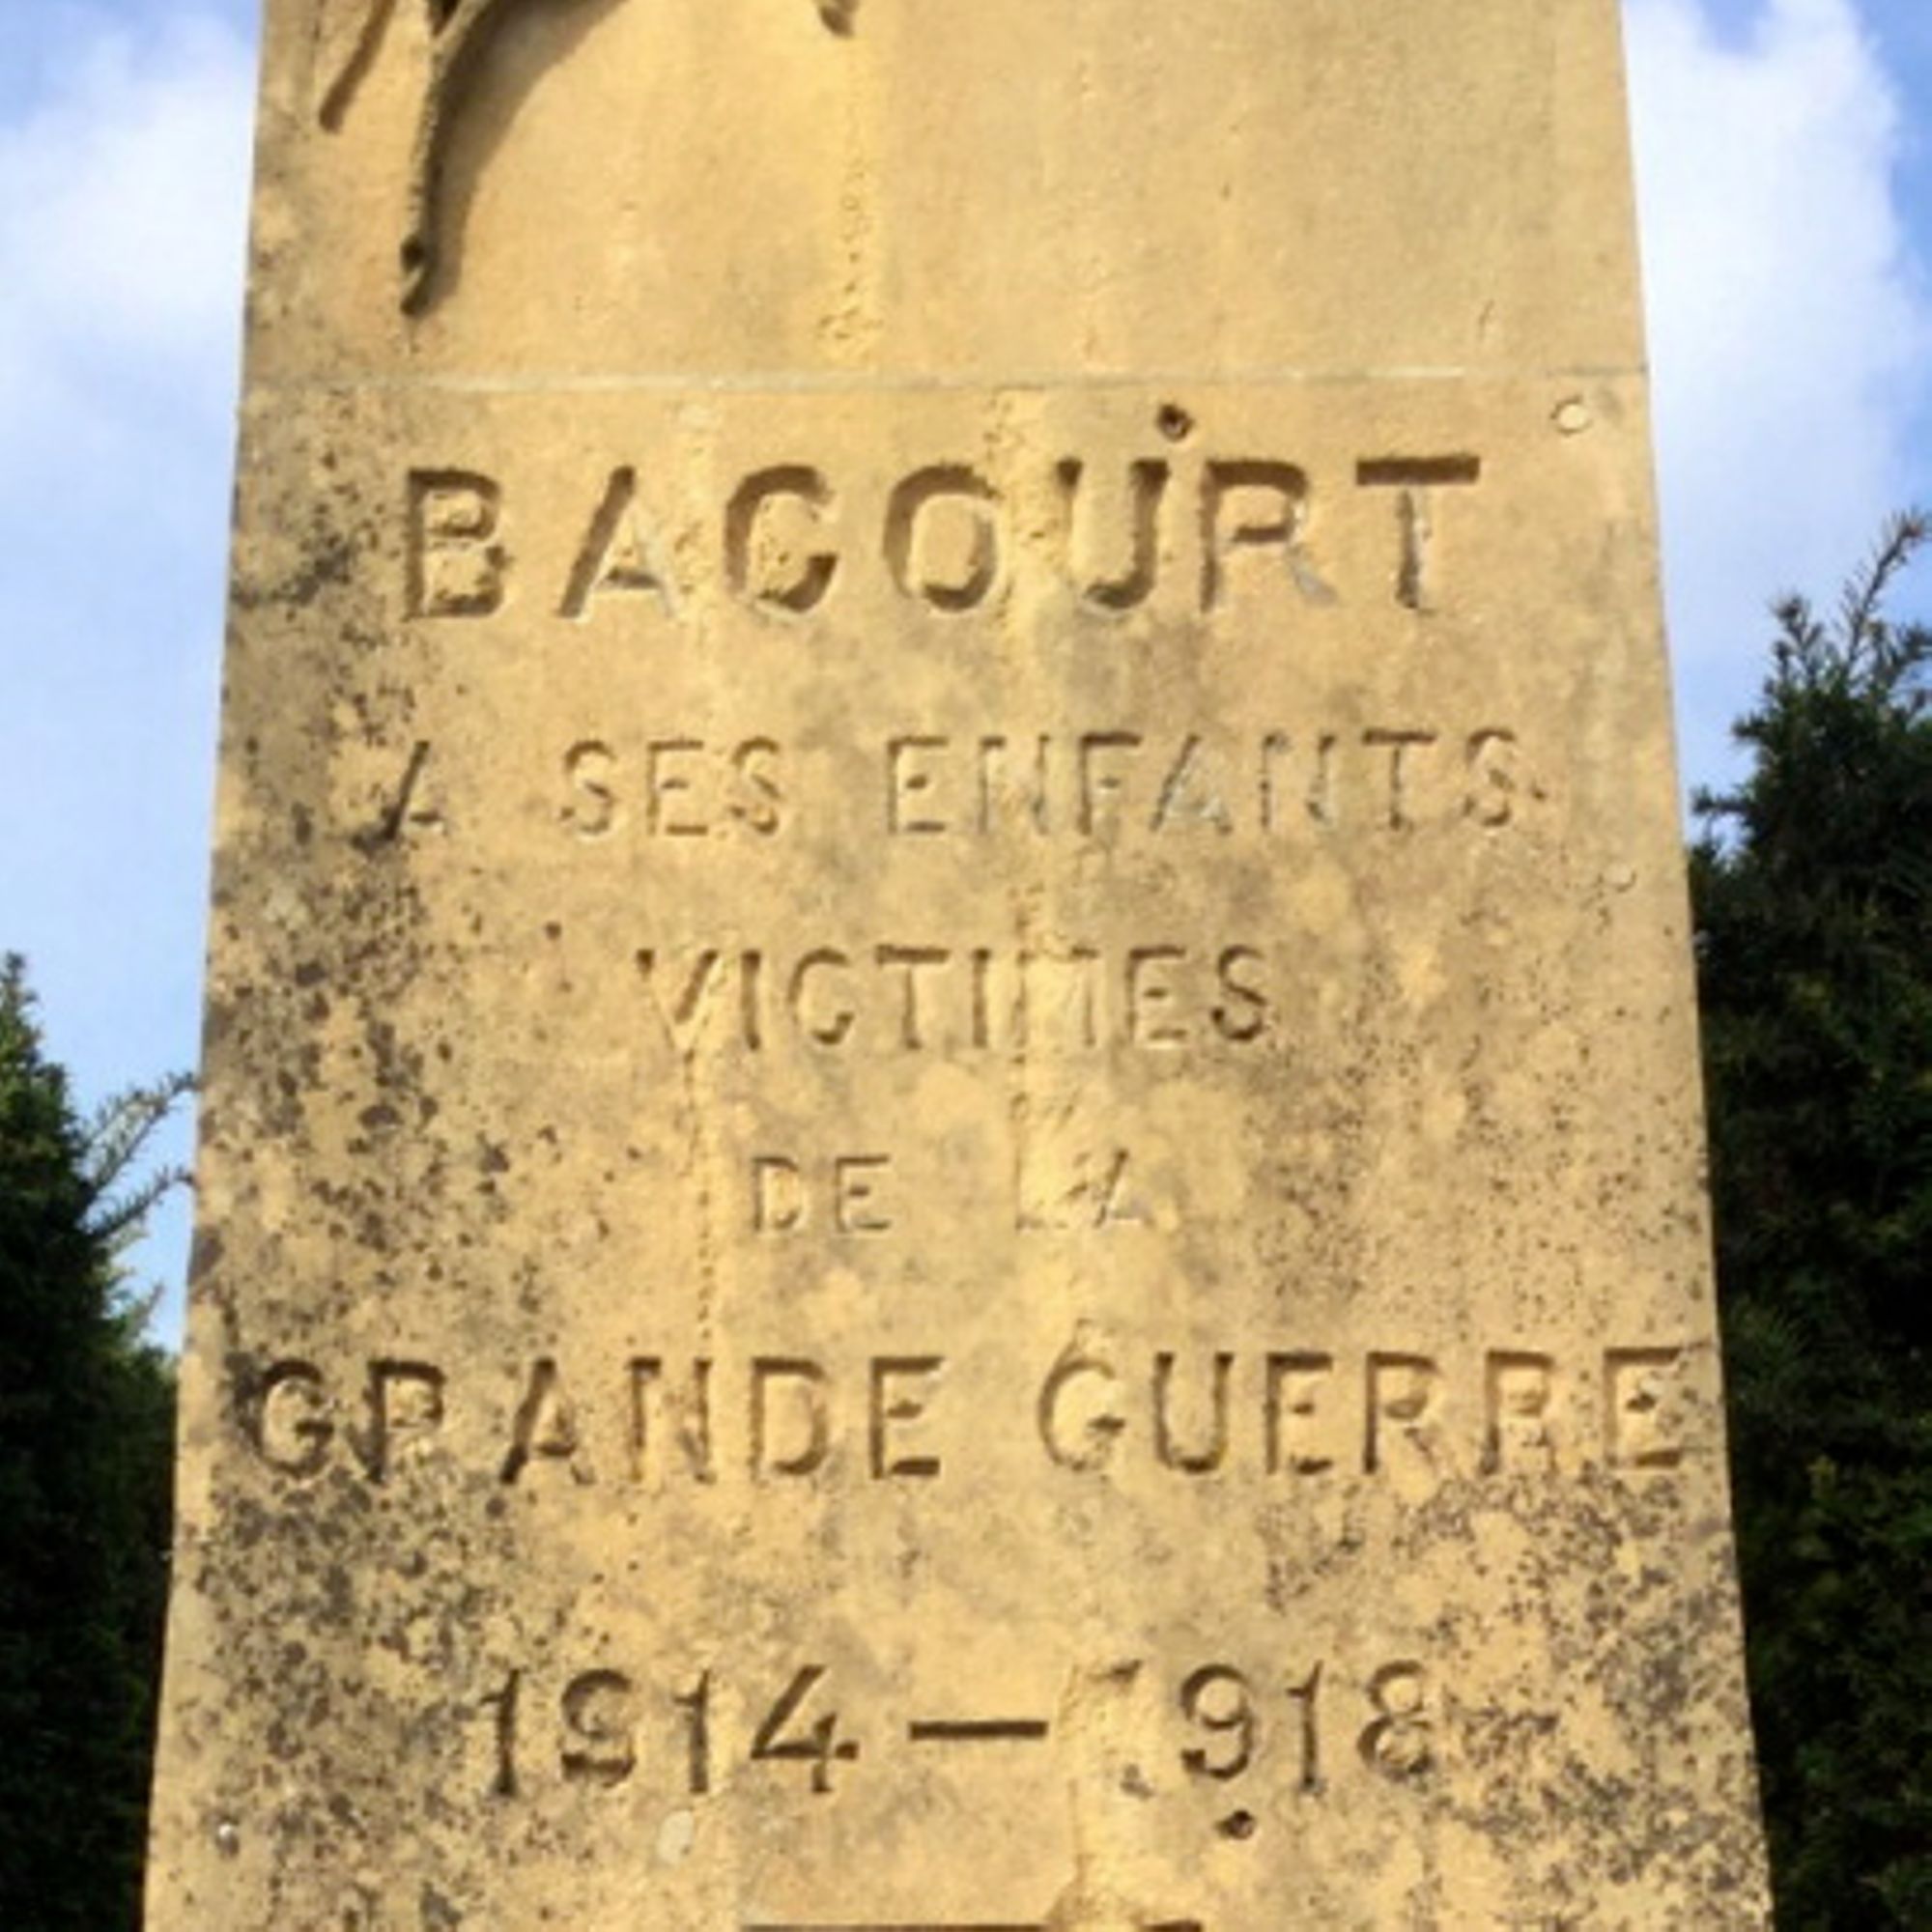 BACOURT
A SES ENFANTS
VICTIMES
DE LA
GRANDE GUERRE
1914 — 1918